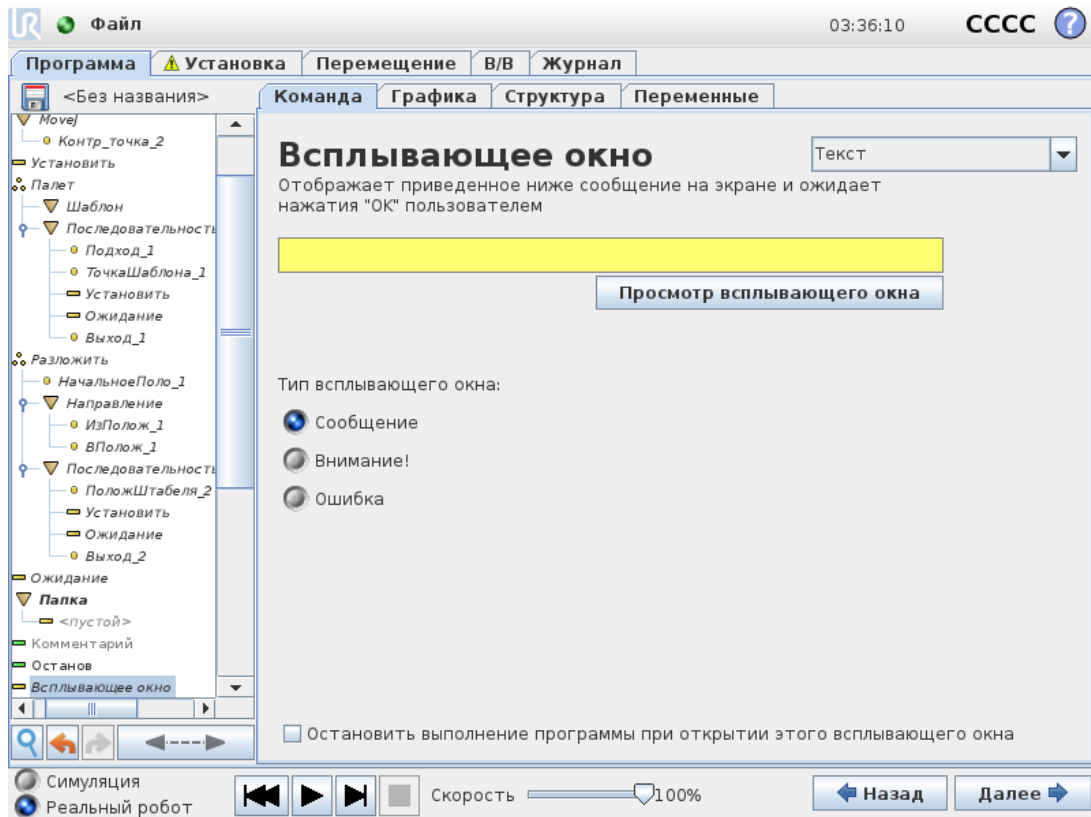 UR Файл 03:36:10 CCCC ?
Программа Установка Перемещение В/В Журнал
<Без названия> Команда Графика Структура Переменные
MoveJ
Контр_точка_2
Установить
Палет
Шаблон
Последовательность
Подход_1
ТочкаШаблона_1
Установить
Ожидание
Выход_1
Разложить
НачальноеПоло_1
Направление
ИзПолож_1
ВПолож_1
Последовательность
ПоложШтабеля_2
Установить
Ожидание
Выход_2
Ожидание
Папка
<пустой>
Комментарий
Останов
Всплывающее окно
Всплывающее окно Текст
Отображает приведенное ниже сообщение на экране и ожидает
нажатия "OK" пользователем
Просмотр всплывающего окна
Тип всплывающего окна:
Сообщение
Внимание!
Ошибка
Остановить выполнение программы при открытии этого всплывающего окна
Симуляция
Реальный робот
Скорость 100% Назад Далее